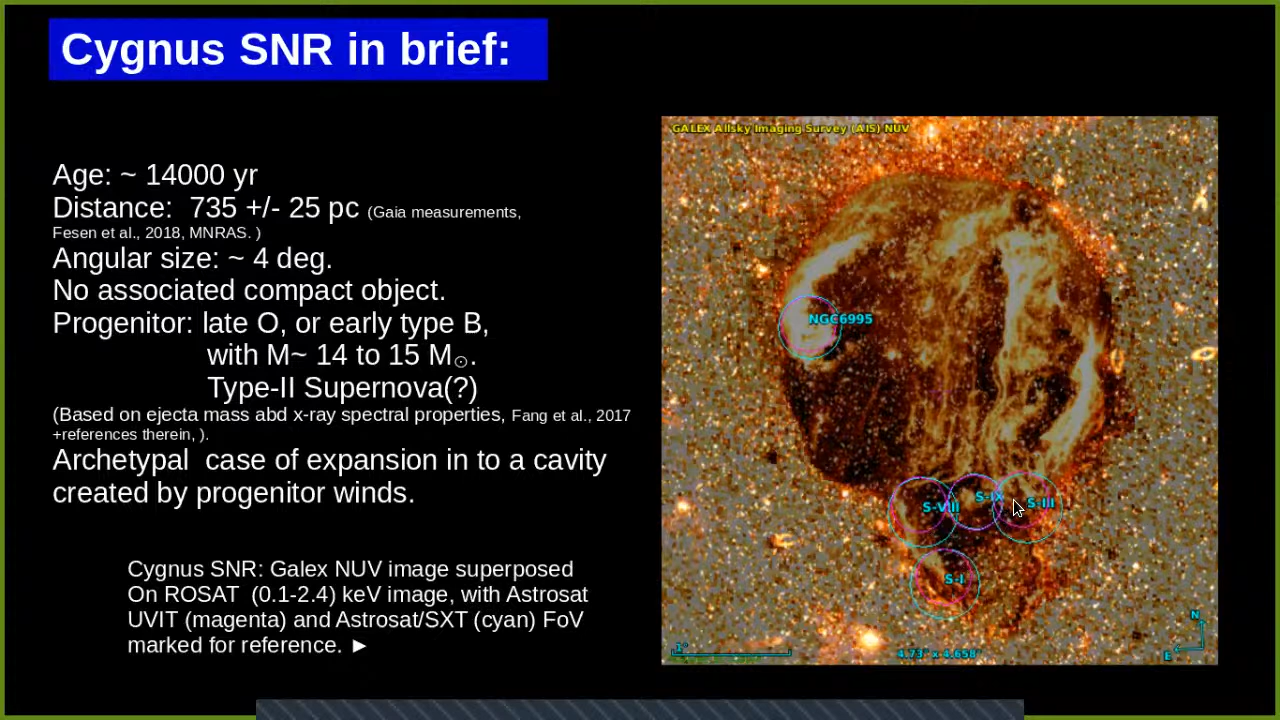 Cygnus SNR in brief:
GALEX Allsky Imaging Survey (AIS) NUV
Age: ~ 14000 yr
Distance:  735 +/- 25 pc (Gaia measurements,
Fesen et al., 2018, MNRAS. )
Angular size: ~ 4 deg.
No associated compact object.
Progenitor: late O, or early type B,
with M~ 14 to 15 M☉.
Type-II Supernova(?)
(Based on ejecta mass abd x-ray spectral properties, Fang et al., 2017
+references therein, ).
Archetypal  case of expansion in to a cavity
created by progenitor winds.
Cygnus SNR: Galex NUV image superposed
On ROSAT  (0.1-2.4) keV image, with Astrosat
UVIT (magenta) and Astrosat/SXT (cyan) FoV
marked for reference. ►
NGC6995
S-VIII
S-IX
S-III
S-I
N
E
1°
4.73° x 4.658°